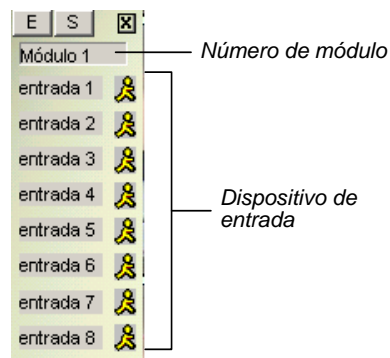 E S X
Módulo 1
Número de módulo
entrada 1
entrada 2
entrada 3
entrada 4
entrada 5
entrada 6
entrada 7
entrada 8
Dispositivo de
entrada